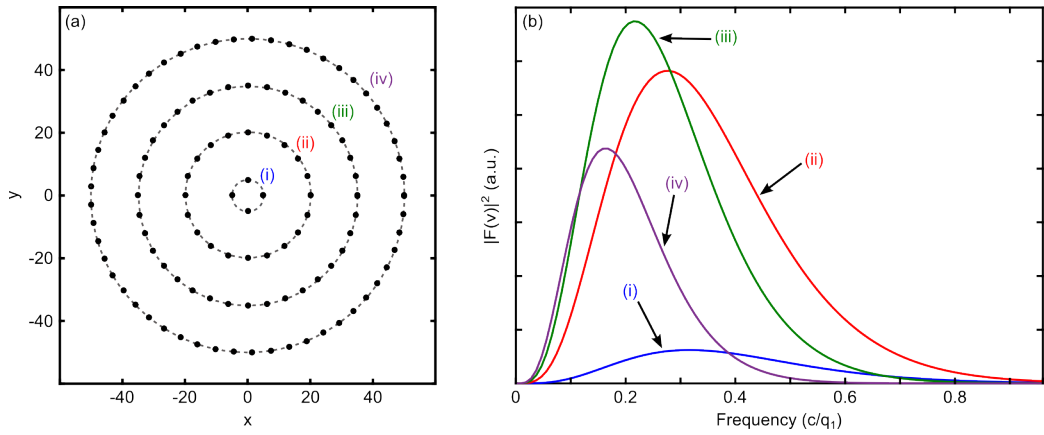 (a)
(iv)
(iii)
(ii)
(i)
40
20
0
-20
-40
y
-40
-20
0
20
40
x
(b)
(iii)
(ii)
(iv)
(i)
|F(ν)|² (a.u.)
0
0.2
0.4
0.6
0.8
Frequency (c/q₁)